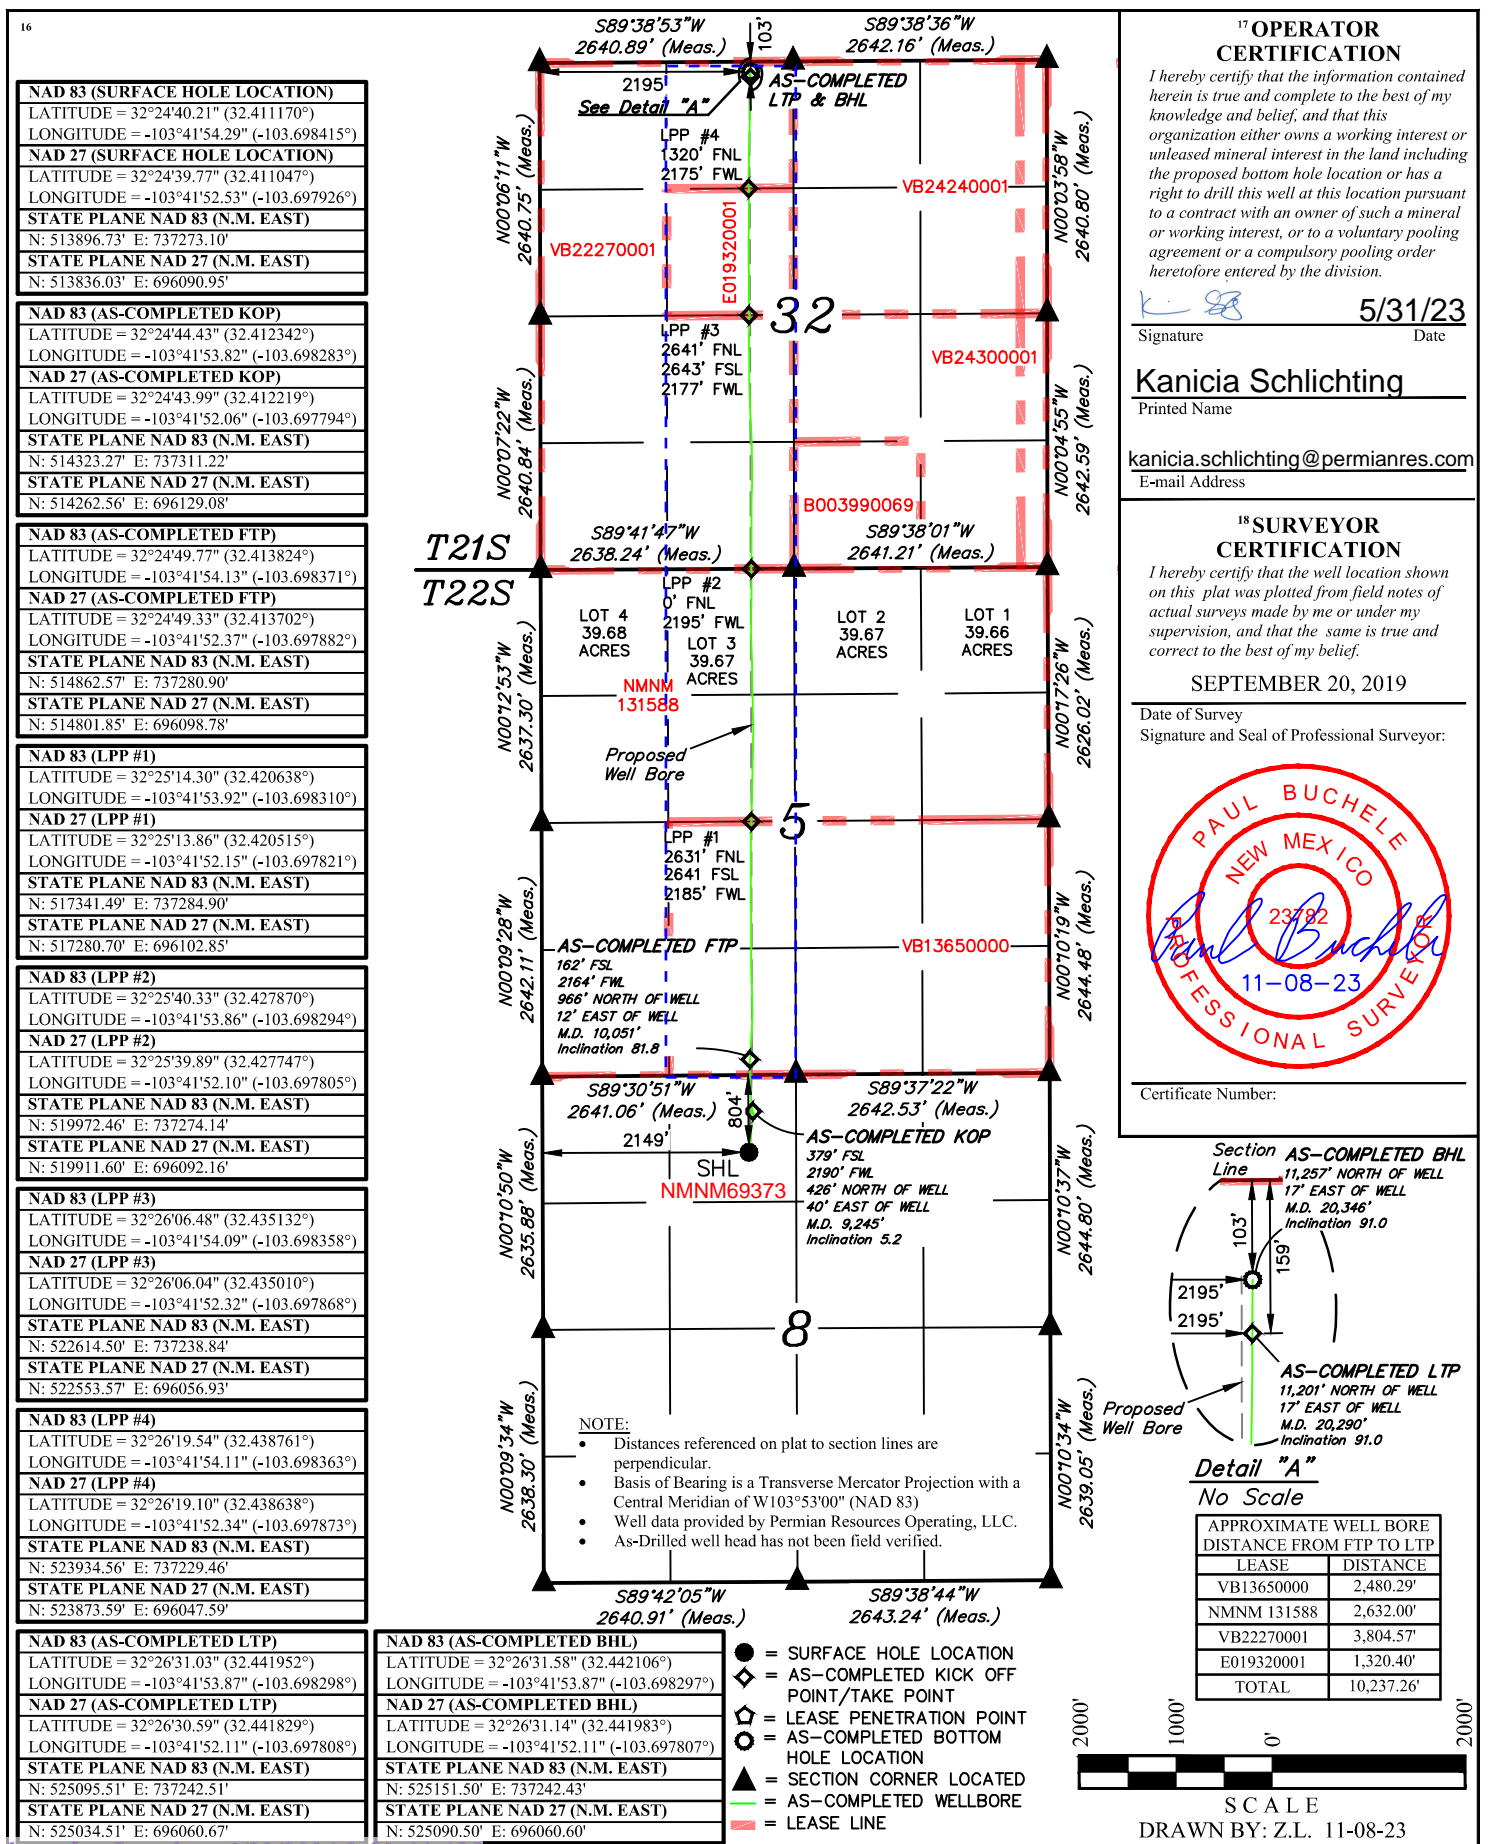 16
NAD 83 (SURFACE HOLE LOCATION)
LATITUDE = 32°24'40.21" (32.411170°)
LONGITUDE = -103°41'54.29" (-103.698415°)
NAD 27 (SURFACE HOLE LOCATION)
LATITUDE = 32°24'39.77" (32.411047°)
LONGITUDE = -103°41'52.53" (-103.697926°)
STATE PLANE NAD 83 (N.M. EAST)
N: 513896.73' E: 737273.10'
STATE PLANE NAD 27 (N.M. EAST)
N: 513836.03' E: 696090.95'
NAD 83 (AS-COMPLETED KOP)
LATITUDE = 32°24'44.43" (32.412342°)
LONGITUDE = -103°41'53.82" (-103.698283°)
NAD 27 (AS-COMPLETED KOP)
LATITUDE = 32°24'43.99" (32.412219°)
LONGITUDE = -103°41'52.06" (-103.697794°)
STATE PLANE NAD 83 (N.M. EAST)
N: 514323.27' E: 737311.22'
STATE PLANE NAD 27 (N.M. EAST)
N: 514262.56' E: 696129.08'
NAD 83 (AS-COMPLETED FTP)
LATITUDE = 32°24'49.77" (32.413824°)
LONGITUDE = -103°41'54.13" (-103.698371°)
NAD 27 (AS-COMPLETED FTP)
LATITUDE = 32°24'49.33" (32.413702°)
LONGITUDE = -103°41'52.37" (-103.697882°)
STATE PLANE NAD 83 (N.M. EAST)
N: 514862.57' E: 737280.90'
STATE PLANE NAD 27 (N.M. EAST)
N: 514801.85' E: 696098.78'
NAD 83 (LPP #1)
LATITUDE = 32°25'14.30" (32.420638°)
LONGITUDE = -103°41'53.92" (-103.698310°)
NAD 27 (LPP #1)
LATITUDE = 32°25'13.86" (32.420515°)
LONGITUDE = -103°41'52.15" (-103.697821°)
STATE PLANE NAD 83 (N.M. EAST)
N: 517341.49' E: 737284.90'
STATE PLANE NAD 27 (N.M. EAST)
N: 517280.70' E: 696102.85'
NAD 83 (LPP #2)
LATITUDE = 32°25'40.33" (32.427870°)
LONGITUDE = -103°41'53.86" (-103.698294°)
NAD 27 (LPP #2)
LATITUDE = 32°25'39.89" (32.427747°)
LONGITUDE = -103°41'52.10" (-103.697805°)
STATE PLANE NAD 83 (N.M. EAST)
N: 519972.46' E: 737274.14'
STATE PLANE NAD 27 (N.M. EAST)
N: 519911.60' E: 696092.16'
NAD 83 (LPP #3)
LATITUDE = 32°26'06.48" (32.435132°)
LONGITUDE = -103°41'54.09" (-103.698358°)
NAD 27 (LPP #3)
LATITUDE = 32°26'06.04" (32.435010°)
LONGITUDE = -103°41'52.32" (-103.697868°)
STATE PLANE NAD 83 (N.M. EAST)
N: 522614.50' E: 737238.84'
STATE PLANE NAD 27 (N.M. EAST)
N: 522553.57' E: 696056.93'
NAD 83 (LPP #4)
LATITUDE = 32°26'19.54" (32.438761°)
LONGITUDE = -103°41'54.11" (-103.698363°)
NAD 27 (LPP #4)
LATITUDE = 32°26'19.10" (32.438638°)
LONGITUDE = -103°41'52.34" (-103.697873°)
STATE PLANE NAD 83 (N.M. EAST)
N: 523934.56' E: 737229.46'
STATE PLANE NAD 27 (N.M. EAST)
N: 523873.59' E: 696047.59'
NAD 83 (AS-COMPLETED LTP)
LATITUDE = 32°26'31.03" (32.441952°)
LONGITUDE = -103°41'53.87" (-103.698298°)
NAD 27 (AS-COMPLETED LTP)
LATITUDE = 32°26'30.59" (32.441829°)
LONGITUDE = -103°41'52.11" (-103.697808°)
STATE PLANE NAD 83 (N.M. EAST)
N: 525095.51' E: 737242.51'
STATE PLANE NAD 27 (N.M. EAST)
N: 525034.51' E: 696060.67'
NAD 83 (AS-COMPLETED BHL)
LATITUDE = 32°26'31.58" (32.442106°)
LONGITUDE = -103°41'53.87" (-103.698297°)
NAD 27 (AS-COMPLETED BHL)
LATITUDE = 32°26'31.14" (32.441983°)
LONGITUDE = -103°41'52.11" (-103.697807°)
STATE PLANE NAD 83 (N.M. EAST)
N: 525151.50' E: 737242.43'
STATE PLANE NAD 27 (N.M. EAST)
N: 525090.50' E: 696060.60'
S89°38'53"W
2640.89' (Meas.)
103'
S89°38'36"W
2642.16' (Meas.)
2195'
See Detail "A"
AS-COMPLETED
LTP & BHL
N00°06'11"W
2640.75' (Meas.)
LPP #4
1320' FNL
2175' FWL
VB24240001
N00°03'58"W
2640.80' (Meas.)
VB22270001
E019320001
32
LPP #3
2641' FNL
2643' FSL
2177' FWL
VB24300001
N00°07'22"W
2640.84' (Meas.)
N00°04'55"W
2642.59' (Meas.)
B003990069
T21S
T22S
S89°41'47"W
2638.24' (Meas.)
S89°38'01"W
2641.21' (Meas.)
LPP #2
0' FNL
2195' FWL
LOT 4
39.68
ACRES
LOT 3
39.67
ACRES
LOT 2
39.67
ACRES
LOT 1
39.66
ACRES
NMNM
131588
N00°12'53"W
2637.30' (Meas.)
N00°17'26"W
2626.02' (Meas.)
Proposed
Well Bore
5
LPP #1
2631' FNL
2641 FSL
2185' FWL
N00°09'28"W
2642.11' (Meas.)
N00°10'19"W
2644.48' (Meas.)
VB13650000
AS-COMPLETED FTP
162' FSL
2164' FWL
966' NORTH OF WELL
12' EAST OF WELL
M.D. 10,051'
Inclination 81.8
S89°30'51"W
2641.06' (Meas.)
804'
S89°37'22"W
2642.53' (Meas.)
2149'
SHL
NMNM69373
AS-COMPLETED KOP
379' FSL
2190' FWL
426' NORTH OF WELL
40' EAST OF WELL
M.D. 9,245'
Inclination 5.2
N00°10'50"W
2635.88' (Meas.)
N00°10'37"W
2644.80' (Meas.)
8
N00°09'34"W
2638.30' (Meas.)
N00°10'34"W
2639.05' (Meas.)
NOTE:
• Distances referenced on plat to section lines are
perpendicular.
• Basis of Bearing is a Transverse Mercator Projection with a
Central Meridian of W103°53'00" (NAD 83)
• Well data provided by Permian Resources Operating, LLC.
• As-Drilled well head has not been field verified.
S89°42'05"W
2640.91' (Meas.)
S89°38'44"W
2643.24' (Meas.)
= SURFACE HOLE LOCATION
= AS-COMPLETED KICK OFF
POINT/TAKE POINT
= LEASE PENETRATION POINT
= AS-COMPLETED BOTTOM
HOLE LOCATION
= SECTION CORNER LOCATED
= AS-COMPLETED WELLBORE
= LEASE LINE
17 OPERATOR
CERTIFICATION
I hereby certify that the information contained
herein is true and complete to the best of my
knowledge and belief, and that this
organization either owns a working interest or
unleased mineral interest in the land including
the proposed bottom hole location or has a
right to drill this well at this location pursuant
to a contract with an owner of such a mineral
or working interest, or to a voluntary pooling
agreement or a compulsory pooling order
heretofore entered by the division.
5/31/23
Signature Date
Kanicia Schlichting
Printed Name
kanicia.schlichting@permianres.com
E-mail Address
18 SURVEYOR
CERTIFICATION
I hereby certify that the well location shown
on this plat was plotted from field notes of
actual surveys made by me or under my
supervision, and that the same is true and
correct to the best of my belief.
SEPTEMBER 20, 2019
Date of Survey
Signature and Seal of Professional Surveyor:
PAUL BUCHELE
NEW MEXICO
23782
Paul Buchele
11-08-23
PROFESSIONAL SURVEYOR
Certificate Number:
Section
Line
AS-COMPLETED BHL
11,257' NORTH OF WELL
17' EAST OF WELL
M.D. 20,346'
Inclination 91.0
103'
159'
2195'
2195'
AS-COMPLETED LTP
11,201' NORTH OF WELL
17' EAST OF WELL
M.D. 20,290'
Inclination 91.0
Proposed
Well Bore
Detail "A"
No Scale
APPROXIMATE WELL BORE
DISTANCE FROM FTP TO LTP
LEASE DISTANCE
VB13650000 2,480.29'
NMNM 131588 2,632.00'
VB22270001 3,804.57'
E019320001 1,320.40'
TOTAL 10,237.26'
2000' 1000' 0' 2000'
SCALE
DRAWN BY: Z.L. 11-08-23